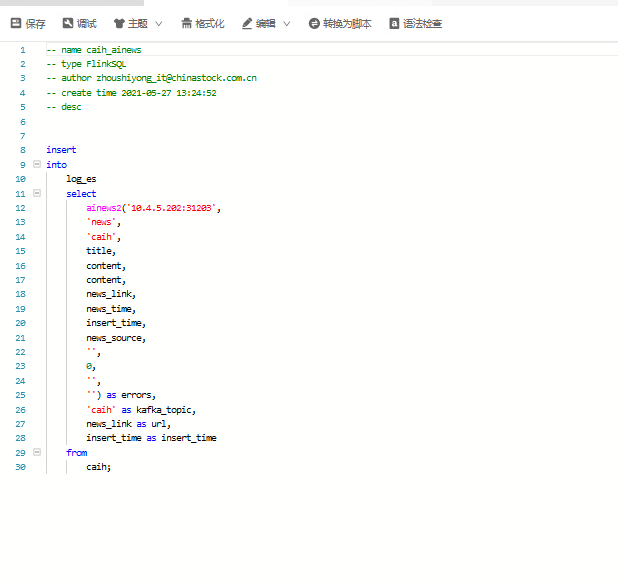 保存 调试 主题 格式化 编辑 转换为脚本 a 语法检查
1 -- name caih_ainews
2 -- type FlinkSQL
3 -- author zhoushiyong_it@chinastock.com.cn
4 -- create time 2021-05-27 13:24:52
5 -- desc
6
7
8 insert
9 into
10 log_es
11 select
12 ainews2('10.4.5.202:31203',
13 'news',
14 'caih',
15 title,
16 content,
17 content,
18 news_link,
19 news_time,
20 insert_time,
21 news_source,
22 '',
23 0,
24 '',
25 '') as errors,
26 'caih' as kafka_topic,
27 news_link as url,
28 insert_time as insert_time
29 from
30 caih;